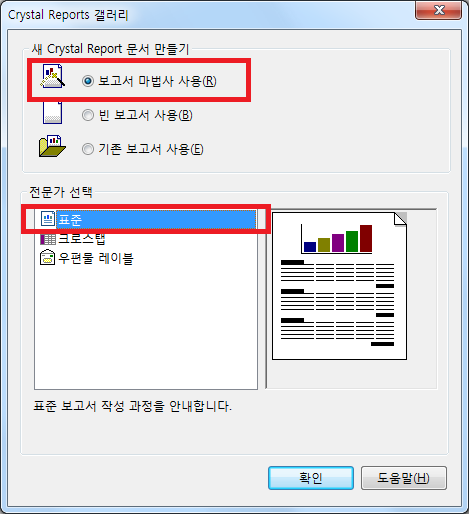 Crystal Reports 갤러리
새 Crystal Report 문서 만들기
보고서 마법사 사용(R)
빈 보고서 사용(B)
기존 보고서 사용(E)
전문가 선택
표준
크로스탭
우편물 레이블
표준 보고서 작성 과정을 안내합니다.
확인 도움말(H)